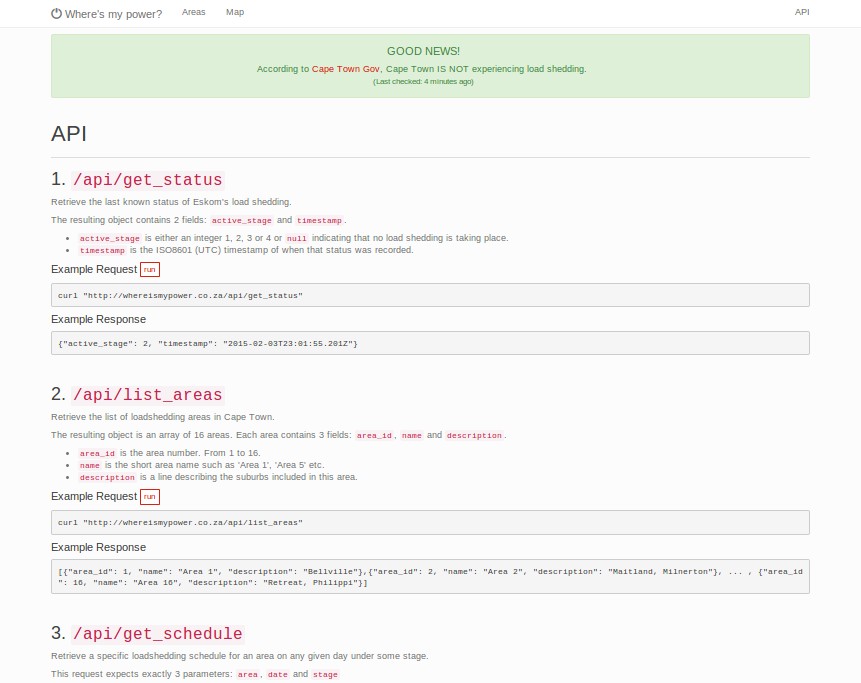 Where's my power? Areas Map API
GOOD NEWS!
According to Cape Town Gov, Cape Town IS NOT experiencing load shedding.
(Last checked: 4 minutes ago)
API
1. /api/get_status
Retrieve the last known status of Eskom's load shedding.
The resulting object contains 2 fields: active_stage and timestamp.
• active_stage is either an integer 1, 2, 3 or 4 or null indicating that no load shedding is taking place.
• timestamp is the ISO8601 (UTC) timestamp of when that status was recorded.
Example Request run
curl "http://whereismypower.co.za/api/get_status"
Example Response
{"active_stage": 2, "timestamp": "2015-02-03T23:01:55.201Z"}
2. /api/list_areas
Retrieve the list of loadshedding areas in Cape Town.
The resulting object is an array of 16 areas. Each area contains 3 fields: area_id, name and description.
• area_id is the area number. From 1 to 16.
• name is the short area name such as 'Area 1', 'Area 5' etc.
• description is a line describing the suburbs included in this area.
Example Request run
curl "http://whereismypower.co.za/api/list_areas"
Example Response
[{"area_id": 1, "name": "Area 1", "description": "Bellville"},{"area_id": 2, "name": "Area 2", "description": "Maitland, Milnerton"}, ... , {"area_id
": 16, "name": "Area 16", "description": "Retreat, Philippi"}]
3. /api/get_schedule
Retrieve a specific loadshedding schedule for an area on any given day under some stage.
This request expects exactly 3 parameters: area, date and stage